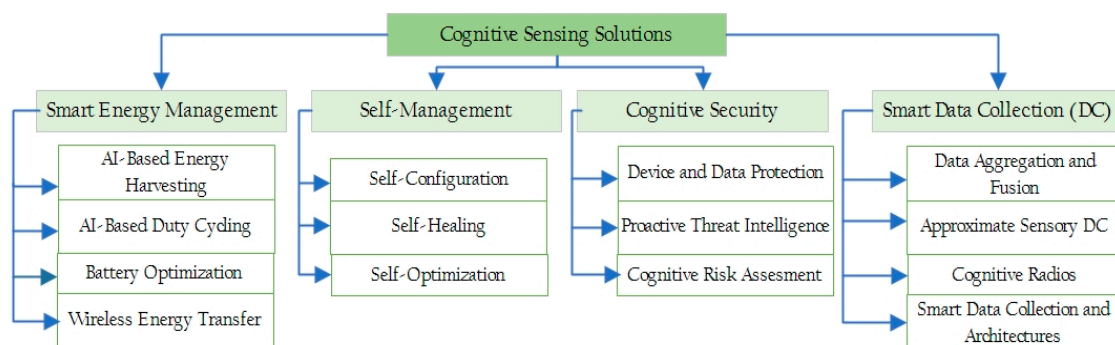 Cognitive Sensing Solutions
Smart Energy Management
AI-Based Energy
Harvesting
AI-Based Duty Cycling
Battery Optimization
Wireless Energy Transfer
Self-Management
Self-Configuration
Self-Healing
Self-Optimization
Cognitive Security
Device and Data Protection
Proactive Threat Intelligence
Cognitive Risk Assesment
Smart Data Collection (DC)
Data Aggregation and
Fusion
Approximate Sensory DC
Cognitive Radios
Smart Data Collection and
Architectures